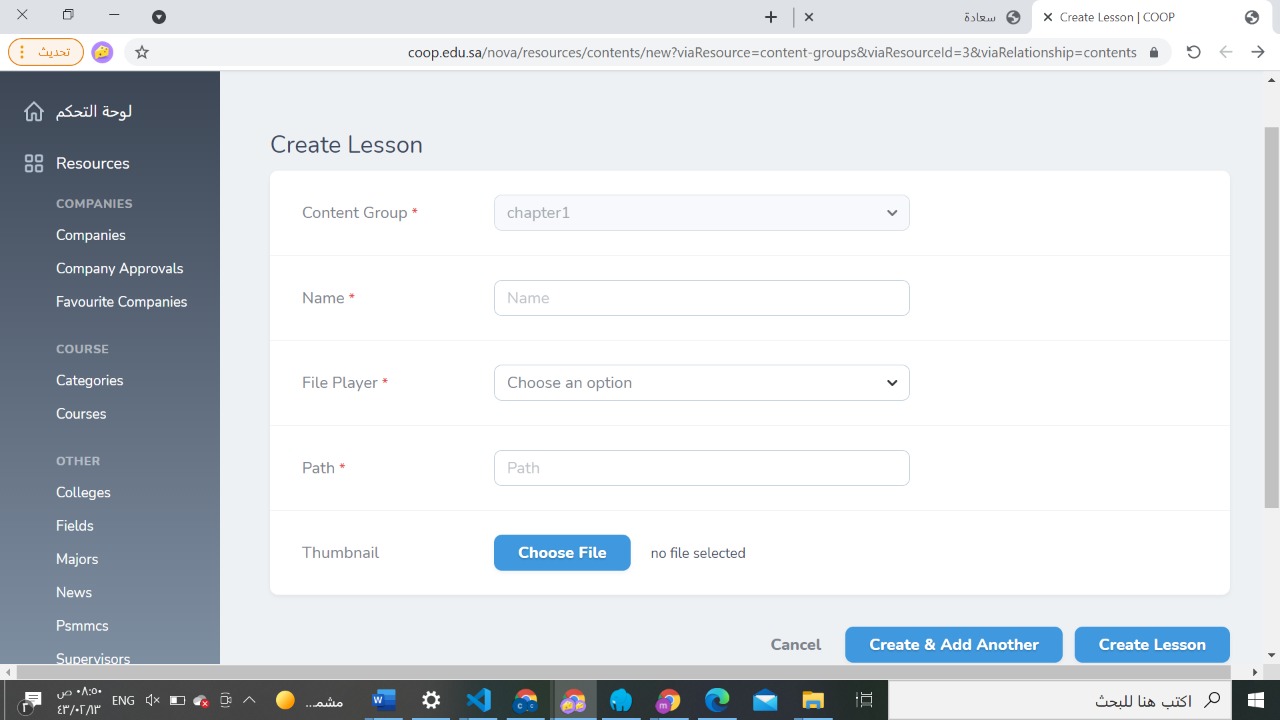 سعادة
Create Lesson | COOP
تحديث
coop.edu.sa/nova/resources/contents/new?viaResource=content-groups&viaResourceId=3&viaRelationship=contents
لوحة التحكم
Resources
COMPANIES
Companies
Company Approvals
Favourite Companies
COURSE
Categories
Courses
OTHER
Colleges
Fields
Majors
News
Psmmcs
Supervisors
Create Lesson
Content Group *
chapter1
Name *
Name
File Player *
Choose an option
Path *
Path
Thumbnail
Choose File
no file selected
Cancel
Create & Add Another
Create Lesson
٠٨:٥٠ ص
٤٣/٠٢/١٣
ENG
مشمـ...
اكتب هنا للبحث